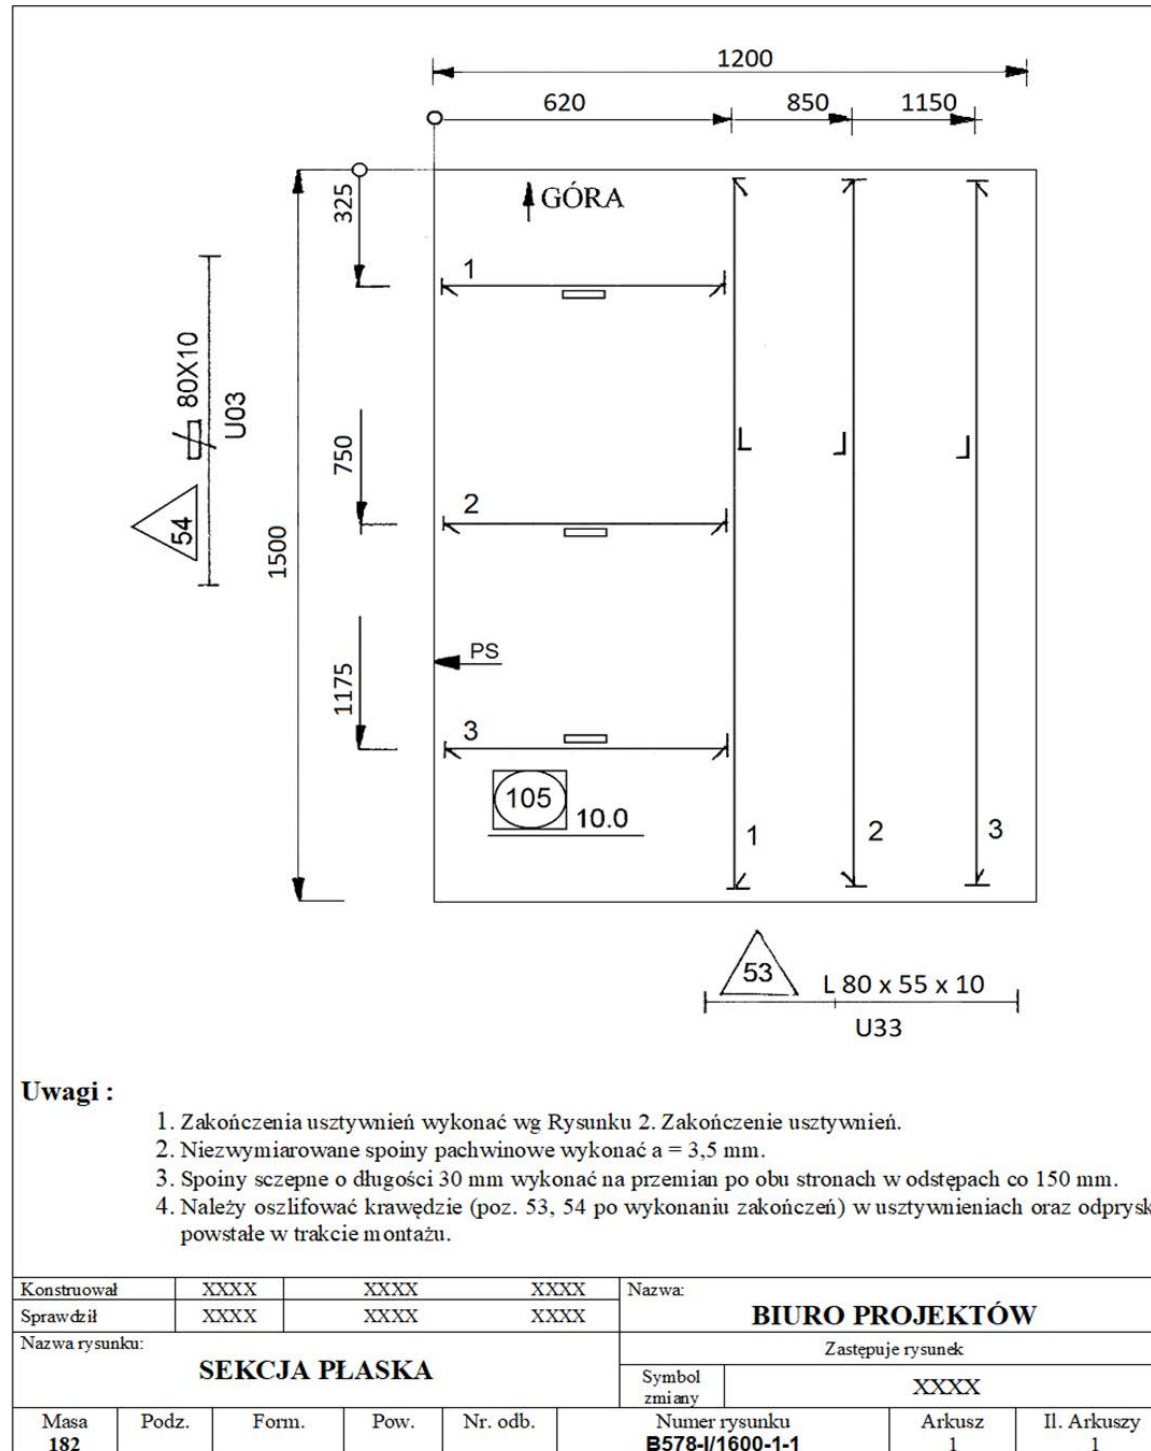 1200
620 850 1150
325
GÓRA
1
80X10
U03
54
750
1500
2
L
PS
1175
3
105
10.0
1 2 3
53
L 80 x 55 x 10
U33
Uwagi :
1. Zakończenia usztywnień wykonać wg Rysunku 2. Zakończenie usztywnień.
2. Niezwymiarowane spoiny pachwinowe wykonać a = 3,5 mm.
3. Spoiny sczepne o długości 30 mm wykonać na przemian po obu stronach w odstępach co 150 mm.
4. Należy oszlifować krawędzie (poz. 53, 54 po wykonaniu zakończeń) w usztywnieniach oraz odprysk
powstałe w trakcie montażu.
Konstruował XXXX XXXX XXXX
Sprawdził XXXX XXXX XXXX
Nazwa:
BIURO PROJEKTÓW
Nazwa rysunku:
SEKCJA PŁASKA
Zastępuje rysunek
Symbol zmiany XXXX
Masa Podz. Form. Pow. Nr. odb. Numer rysunku Arkusz Il. Arkuszy
182 B578-I/1600-1-1 1 1